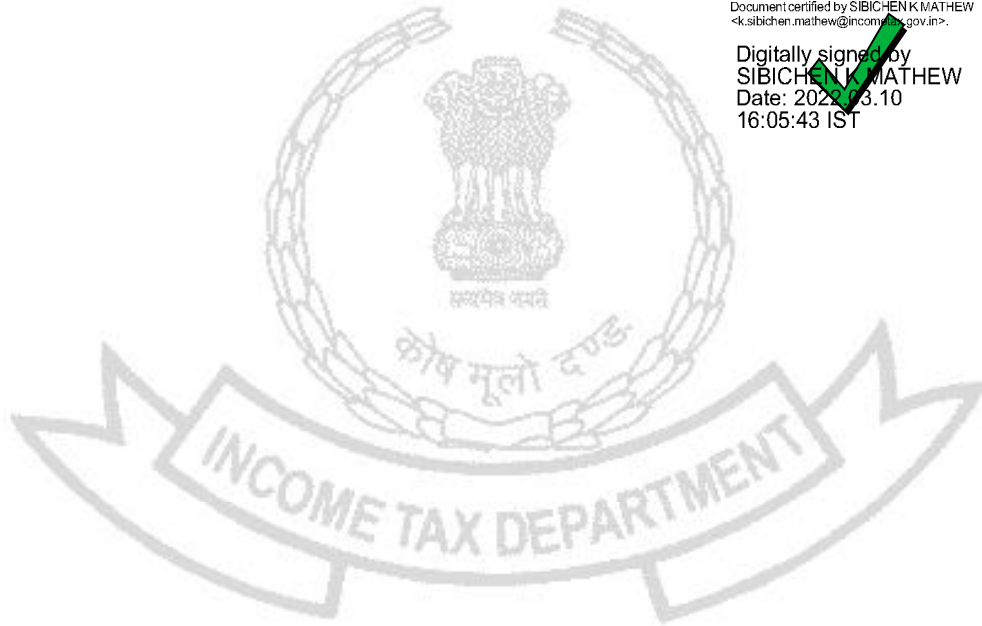 Document certified by SIBICHEN K MATHEW
<k.sibichen.mathew@incometax.gov.in>.
Digitally signed by
SIBICHEN K MATHEW
Date: 2022.03.10
16:05:43 IST
सत्यमेव जयते
कोष मूलो दण्ड
INCOME TAX DEPARTMENT